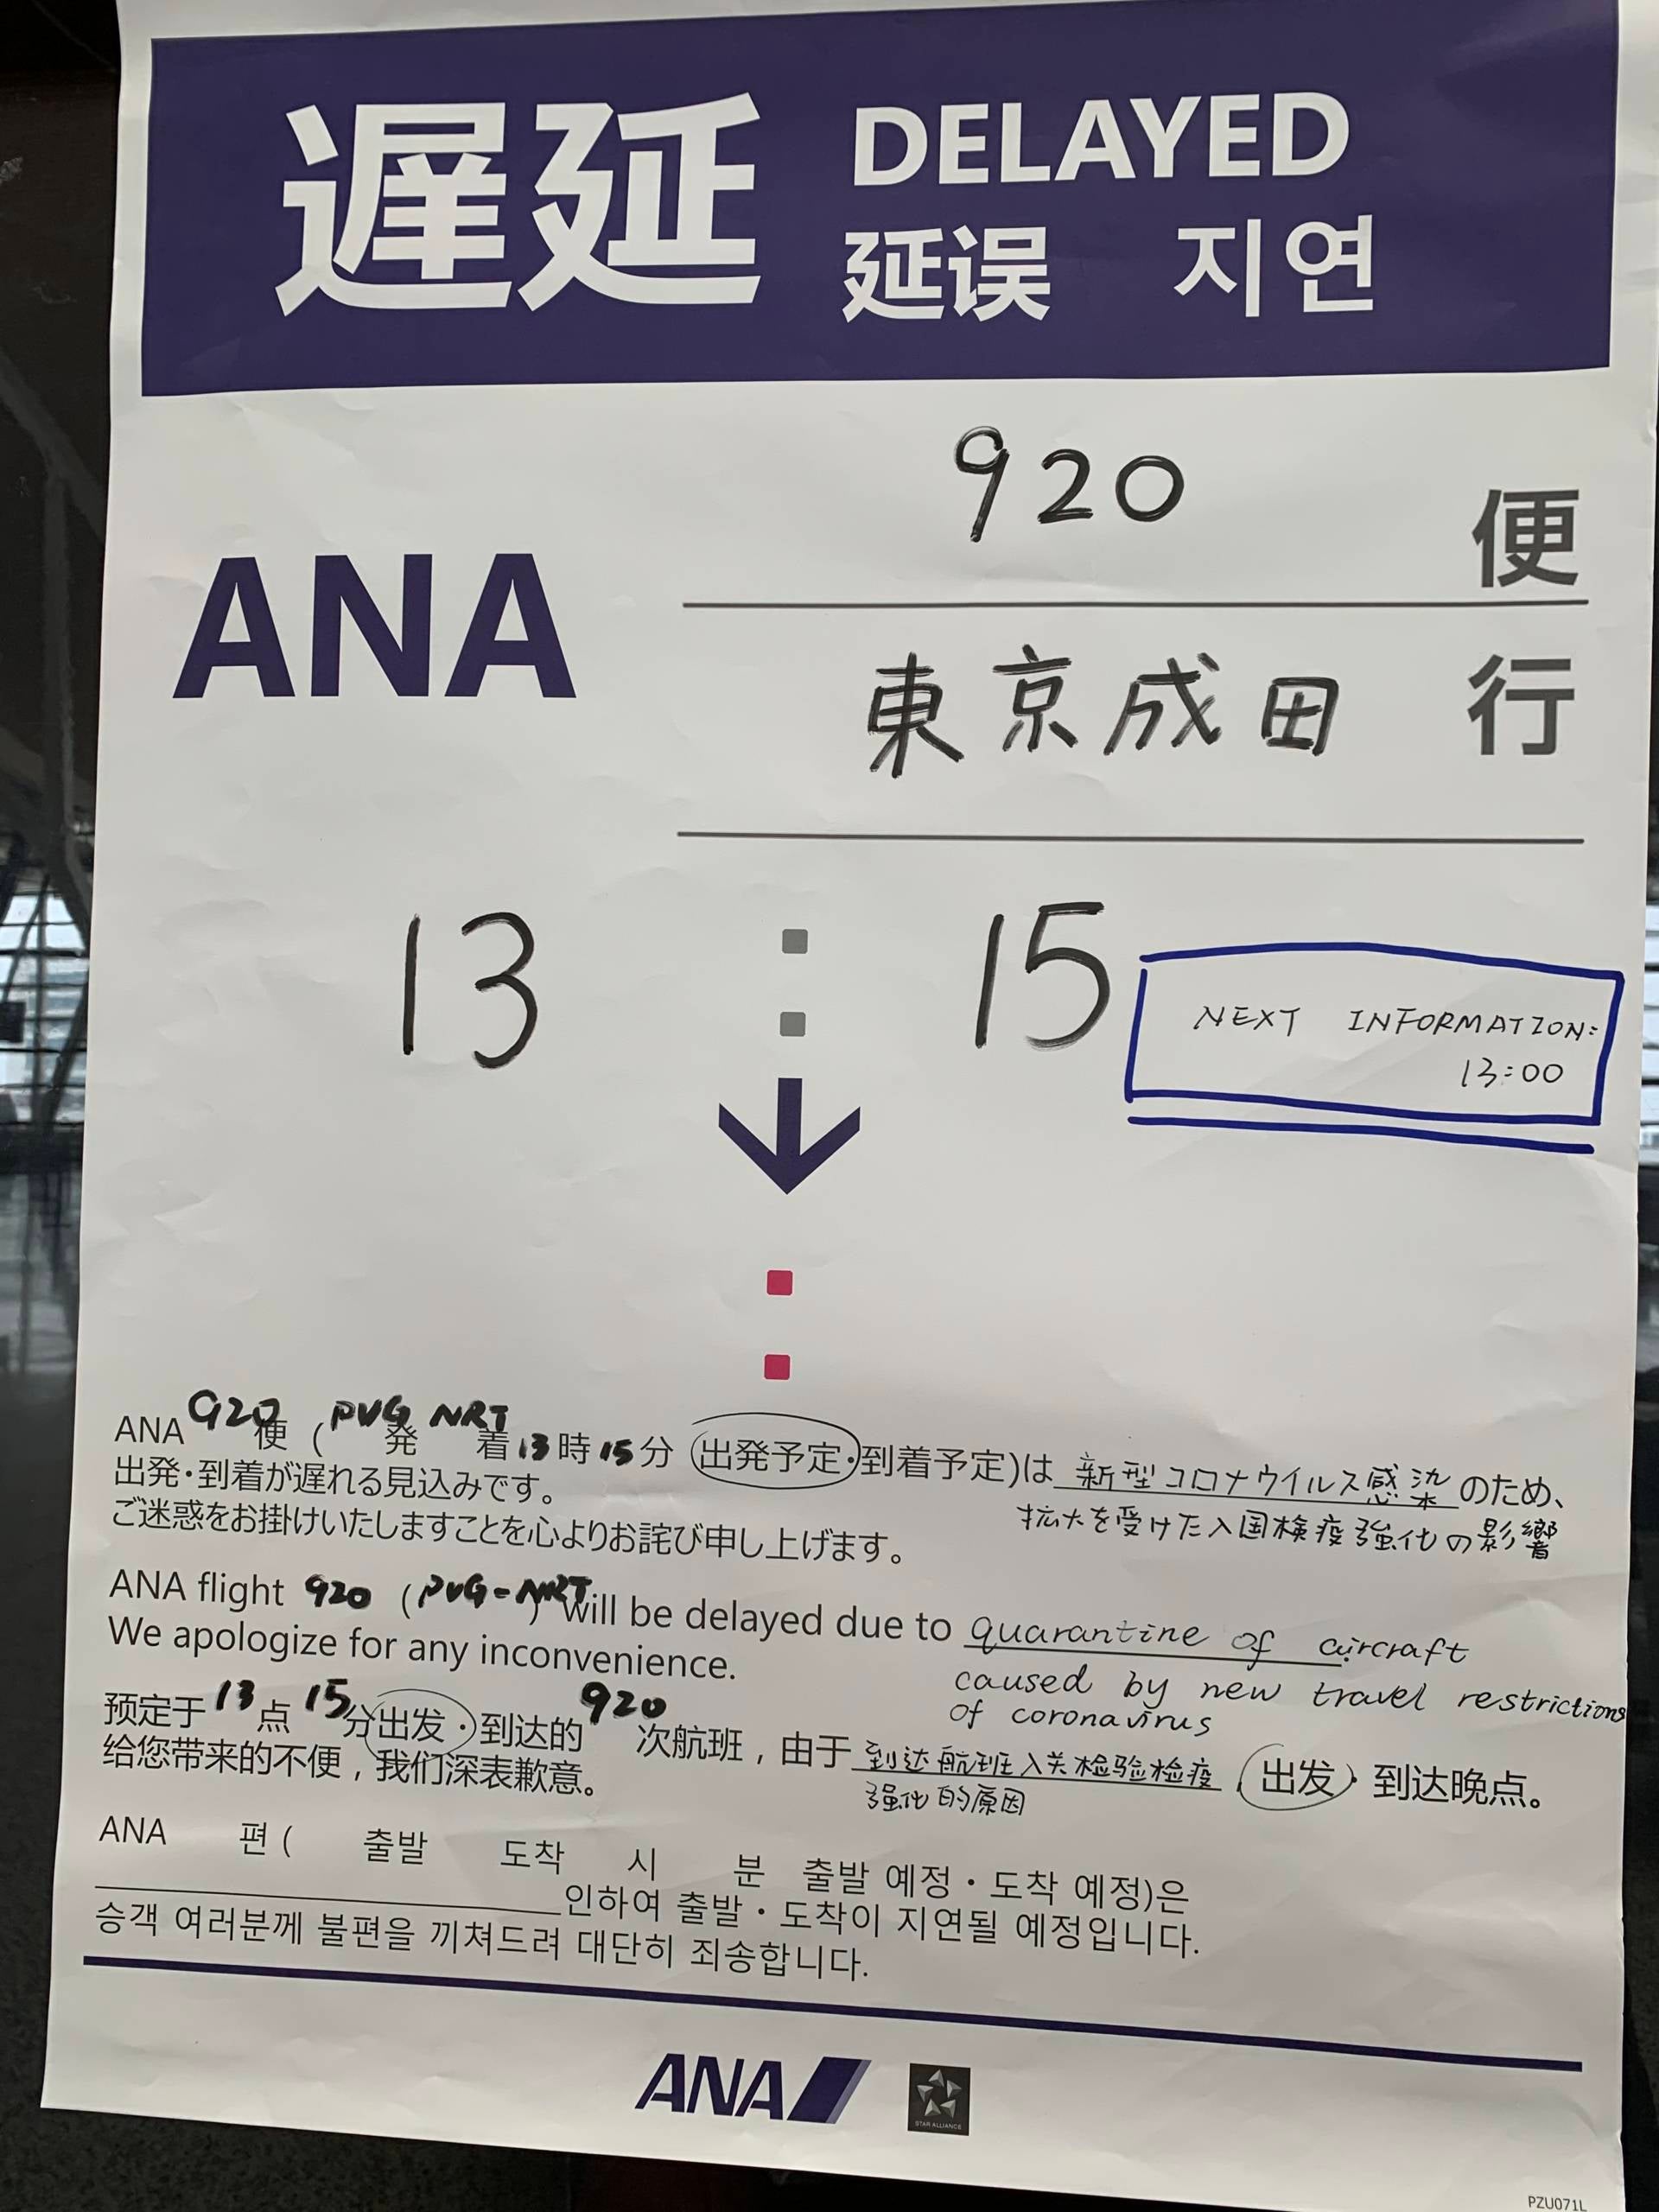 遅延 DELAYED
延误 지연
920 便
ANA
東京成田 行
13 : 15
NEXT INFORMATION:
13:00
:
ANA 920 便 ( PVG 発 NRT 着 13 時 15 分 出発予定・到着予定)は 新型コロナウイルス感染 のため、
拡大を受けた入国検疫強化の影響
出発・到着が遅れる見込みです。
ご迷惑をお掛けいたしますことを心よりお詫び申し上げます。
ANA flight 920 (PVG-NRT) will be delayed due to quarantine of aircraft
caused by new travel restrictions
of coronavirus
We apologize for any inconvenience.
预定于 13 点 15 分 出发・到达的 920 次航班，由于 到达航班入关检验检疫 出发・到达晚点。
强化的原因
给您带来的不便，我们深表歉意。
ANA 편 ( 출발 도착 시 분 출발 예정・도착 예정)은
인하여 출발・도착이 지연될 예정입니다.
승객 여러분께 불편을 끼쳐드려 대단히 죄송합니다.
ANA
STAR ALLIANCE
PZU071L